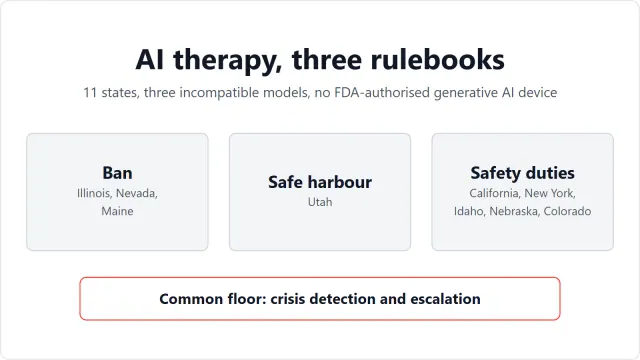 AI therapy, three rulebooks
11 states, three incompatible models, no FDA-authorised generative AI device
Ban
Illinois, Nevada,
Maine
Safe harbour
Utah
Safety duties
California, New York,
Idaho, Nebraska, Colorado
Common floor: crisis detection and escalation